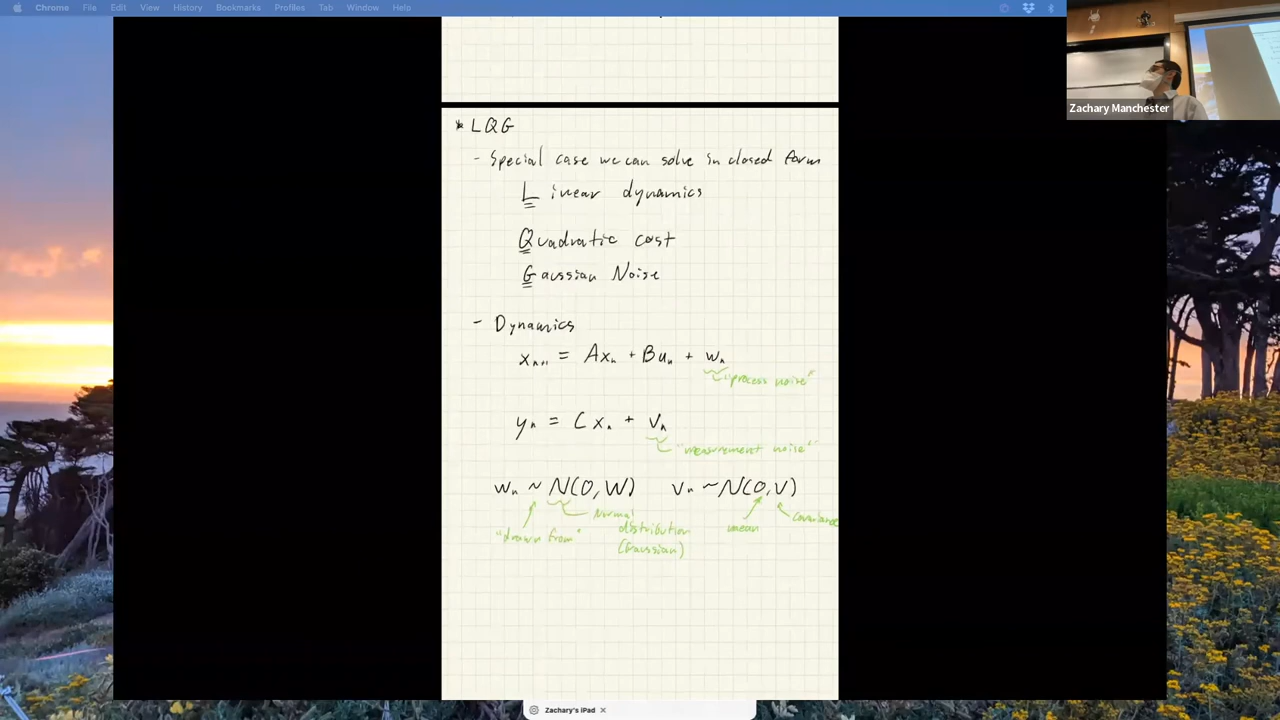 Chrome File Edit View History Bookmarks Profiles Tab Window Help
Zachary Manchester
* LQG
- Special case we can solve in closed form
Linear dynamics
Quadratic cost
Gaussian Noise
- Dynamics
xₙ₊₁ = Axₙ + Buₙ + wₙ
"process noise"
yₙ = Cxₙ + vₙ
"measurement noise"
wₙ ~ N(0,W) vₙ ~ N(0,V)
"drawn from" Normal distribution (Gaussian) mean covariance
Zachary's iPad